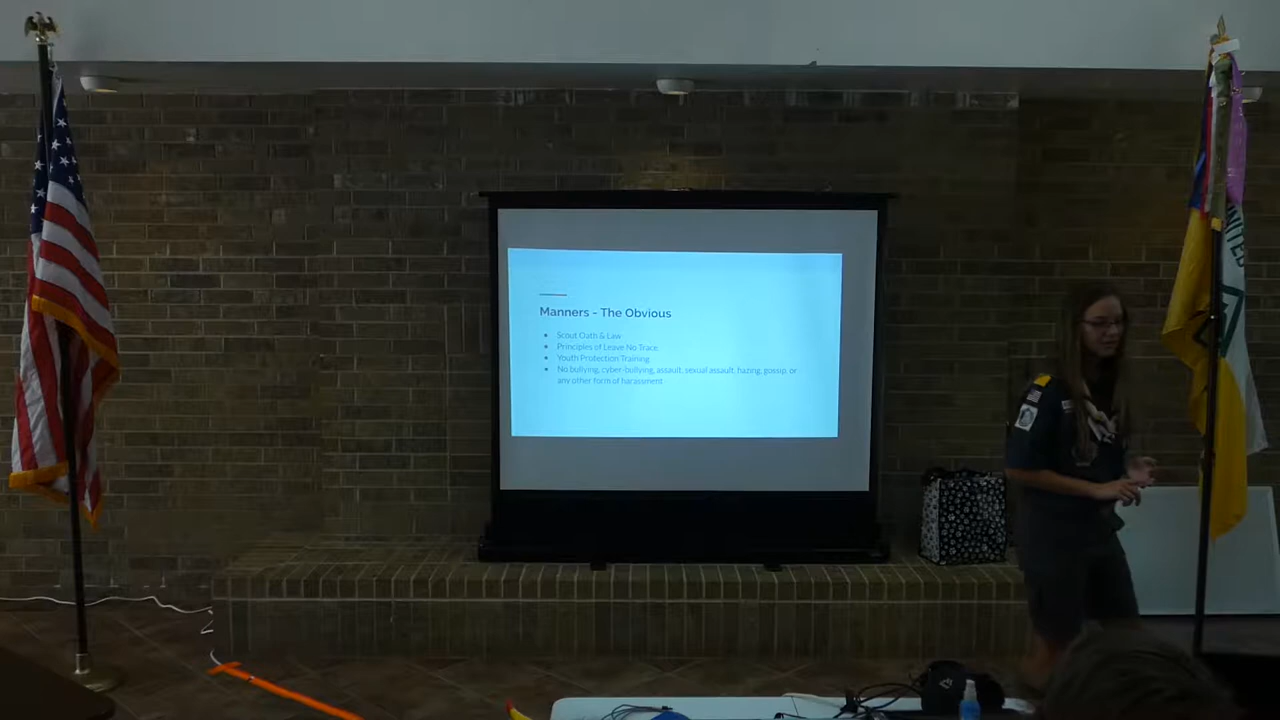 Manners - The Obvious
Scout Oath & Law
Principles of Leave No Trace
Youth Protection Training
No bullying, cyber-bullying, assault, sexual assault, hazing, gossip, or
any other form of harassment
UNITED